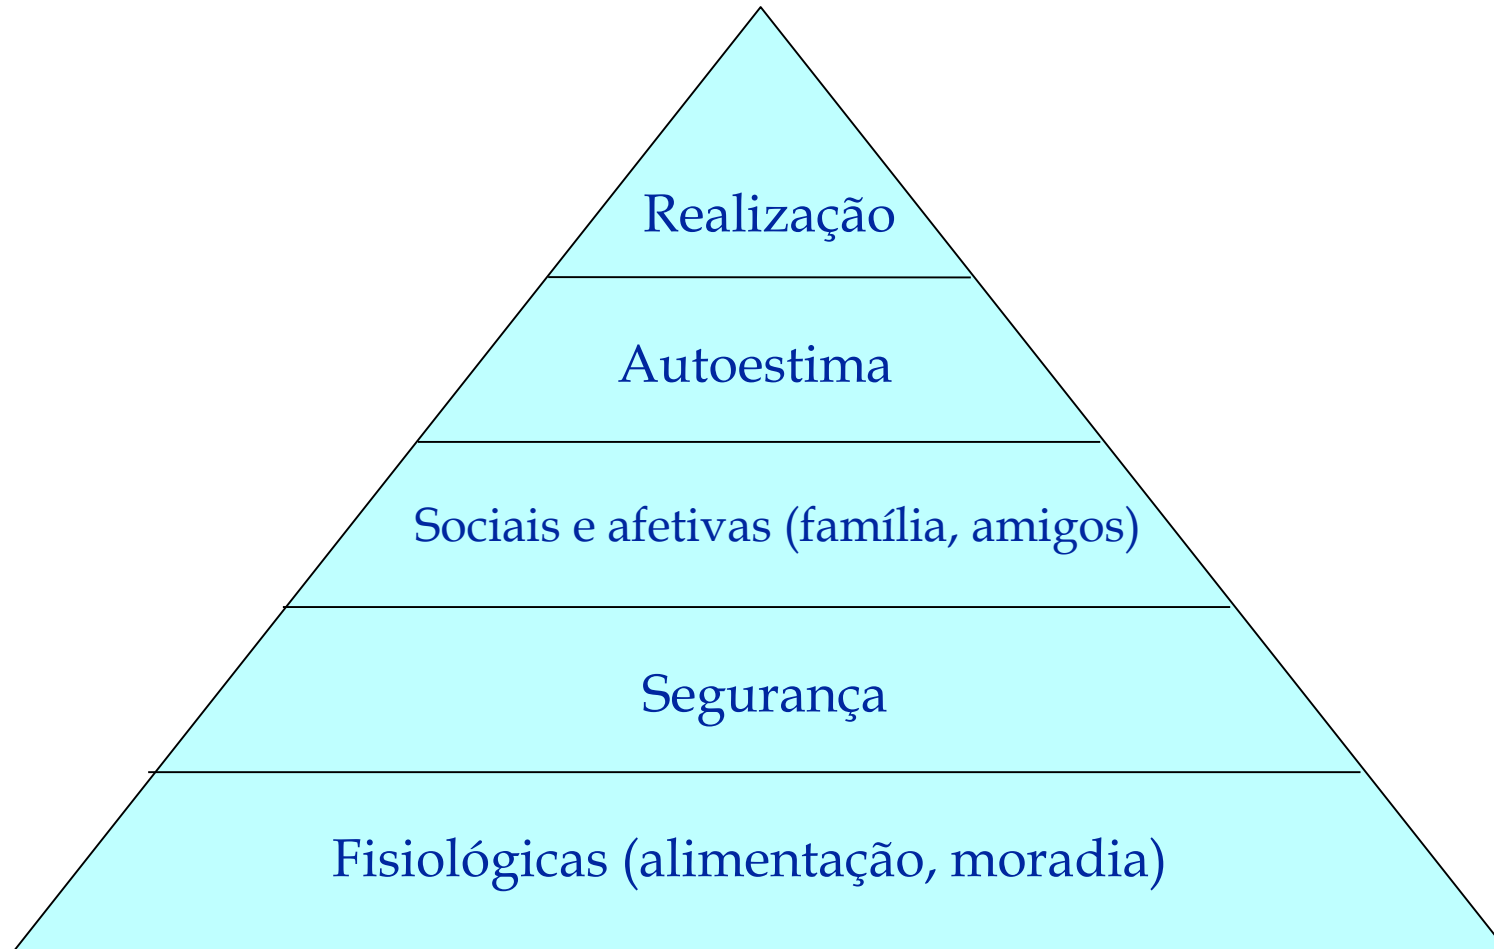 Realização
Autoestima
Sociais e afetivas (família, amigos)
Segurança
Fisiológicas (alimentação, moradia)